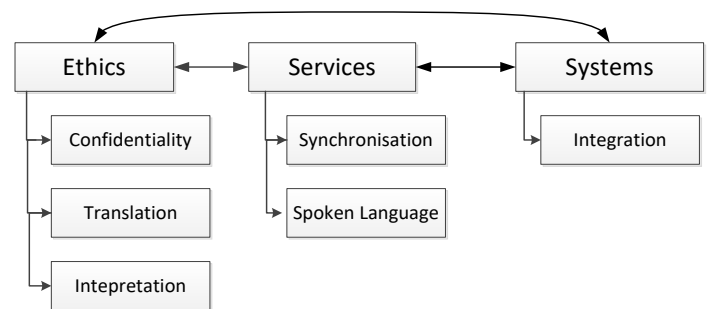 Ethics
Services
Systems
Confidentiality
Synchronisation
Integration
Translation
Spoken Language
Intepretation